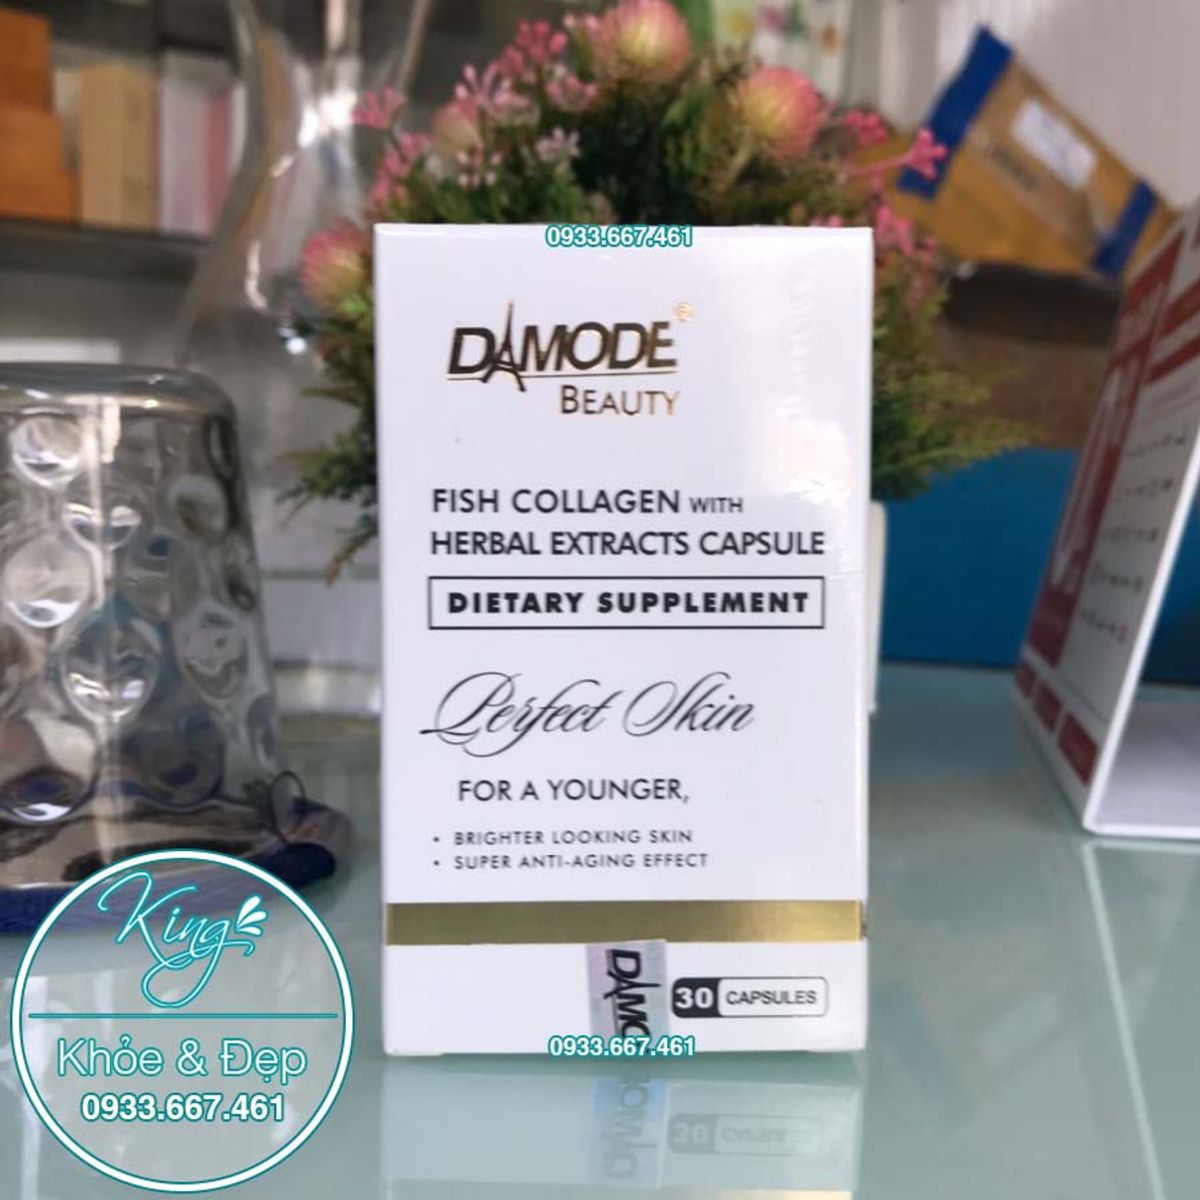 0933.667.461
DAMODE®
BEAUTY
FISH COLLAGEN WITH
HERBAL EXTRACTS CAPSULE
DIETARY SUPPLEMENT
Perfect Skin
FOR A YOUNGER,
• BRIGHTER LOOKING SKIN
• SUPER ANTI-AGING EFFECT
30 CAPSULES
0933.667.461
King
Khỏe & Đẹp
0933.667.461